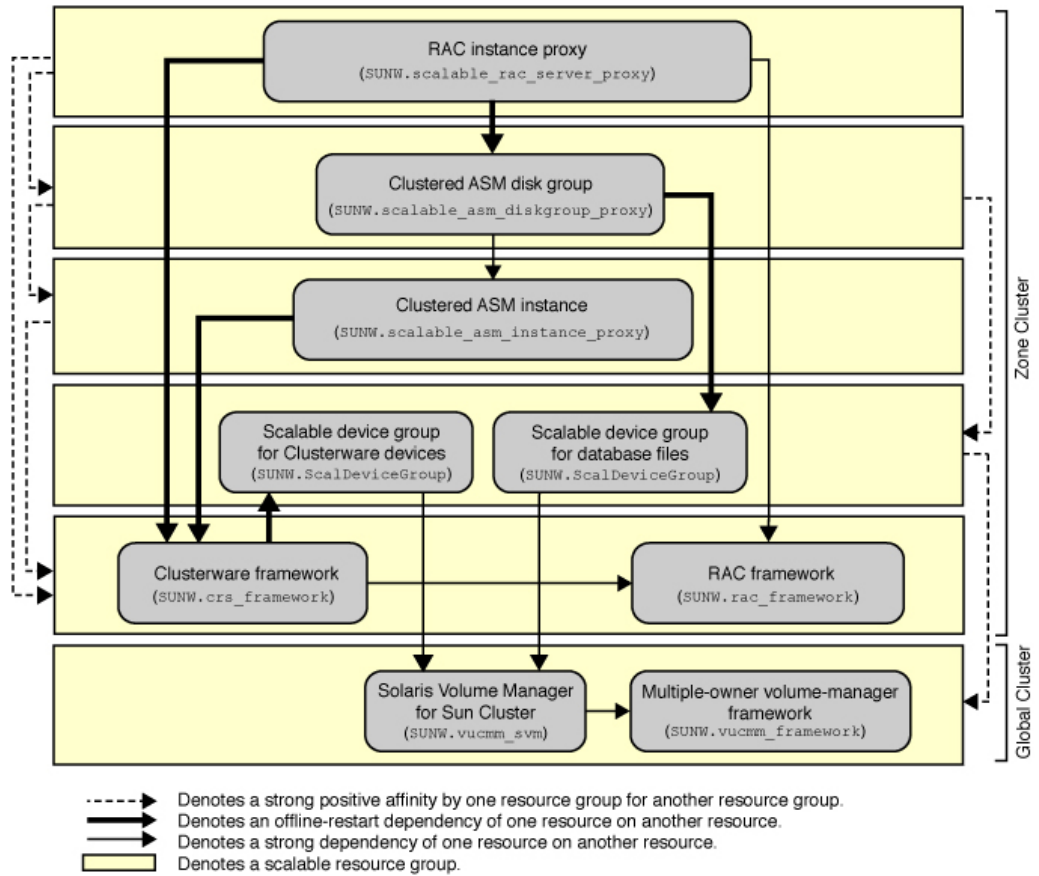 RAC instance proxy
(SUNW.scalable_rac_server_proxy)
Clustered ASM disk group
(SUNW.scalable_asm_diskgroup_proxy)
Clustered ASM instance
(SUNW.scalable_asm_instance_proxy)
Scalable device group
for Clusterware devices
(SUNW.ScalDeviceGroup)
Scalable device group
for database files
(SUNW.ScalDeviceGroup)
Clusterware framework
(SUNW.crs_framework)
RAC framework
(SUNW.rac_framework)
Zone Cluster
Solaris Volume Manager
for Sun Cluster
(SUNW.vucmm_svm)
Multiple-owner volume-manager
framework
(SUNW.vucmm_framework)
Global Cluster
Denotes a strong positive affinity by one resource group for another resource group.
Denotes an offline-restart dependency of one resource on another resource.
Denotes a strong dependency of one resource on another resource.
Denotes a scalable resource group.